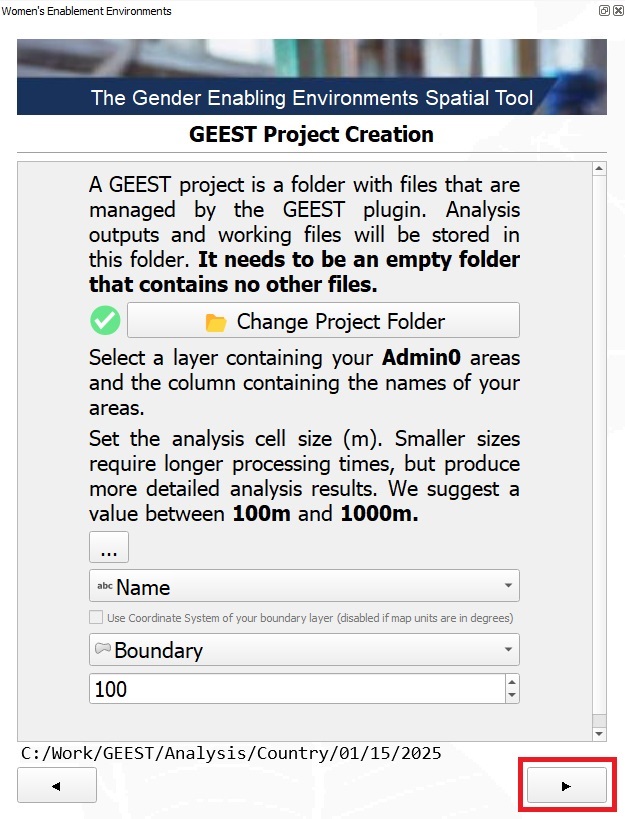 Women's Enablement Environments
The Gender Enabling Environments Spatial Tool
GEEST Project Creation
A GEEST project is a folder with files that are
managed by the GEEST plugin. Analysis
outputs and working files will be stored in
this folder. It needs to be an empty folder
that contains no other files.
Change Project Folder
Select a layer containing your Admin0 areas
and the column containing the names of your
areas.
Set the analysis cell size (m). Smaller sizes
require longer processing times, but produce
more detailed analysis results. We suggest a
value between 100m and 1000m.
...
abc Name
Use Coordinate System of your boundary layer (disabled if map units are in degrees)
Boundary
100
C:/Work/GEEST/Analysis/Country/01/15/2025